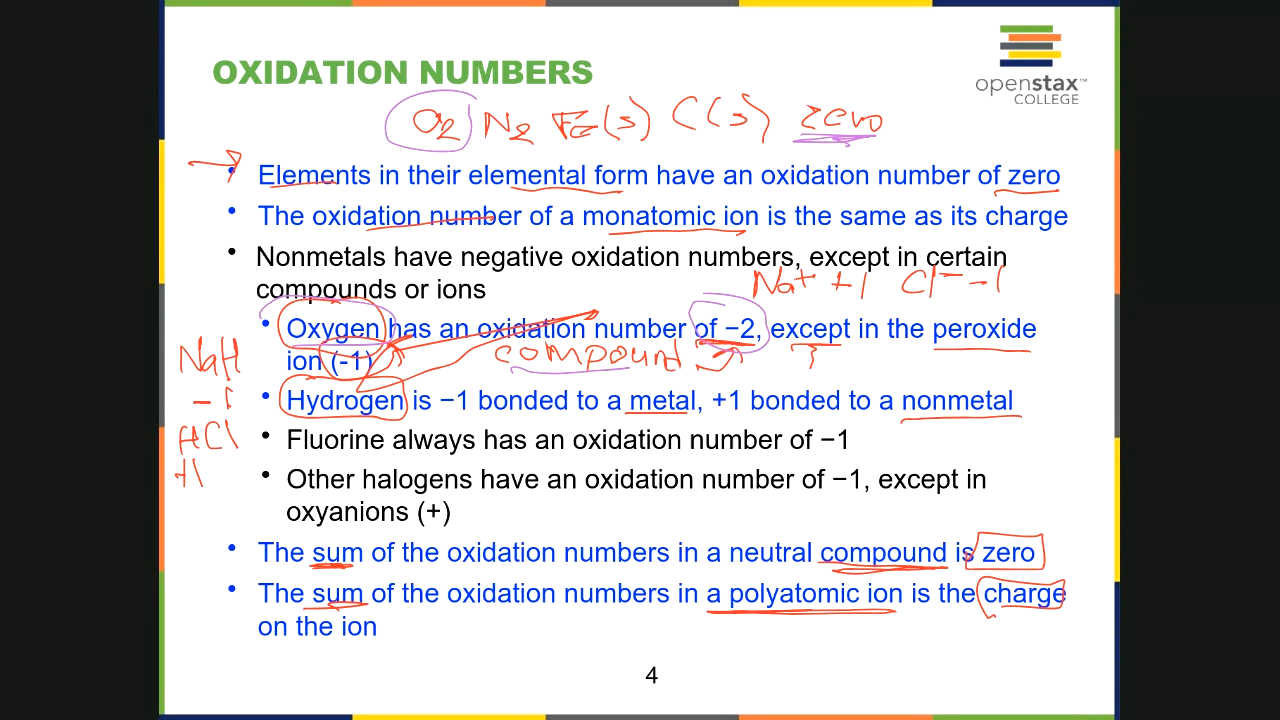 OXIDATION NUMBERS
openstax™
COLLEGE
O2 N2 Fe(s) C(s) zero
• Elements in their elemental form have an oxidation number of zero
• The oxidation number of a monatomic ion is the same as its charge
• Nonmetals have negative oxidation numbers, except in certain
compounds or ions
Na+ +1 Cl− -1
• Oxygen has an oxidation number of −2, except in the peroxide
ion (-1)
compound
NaH
-1
• Hydrogen is −1 bonded to a metal, +1 bonded to a nonmetal
HCl
+1
• Fluorine always has an oxidation number of −1
• Other halogens have an oxidation number of −1, except in
oxyanions (+)
• The sum of the oxidation numbers in a neutral compound is zero
• The sum of the oxidation numbers in a polyatomic ion is the charge
on the ion
4